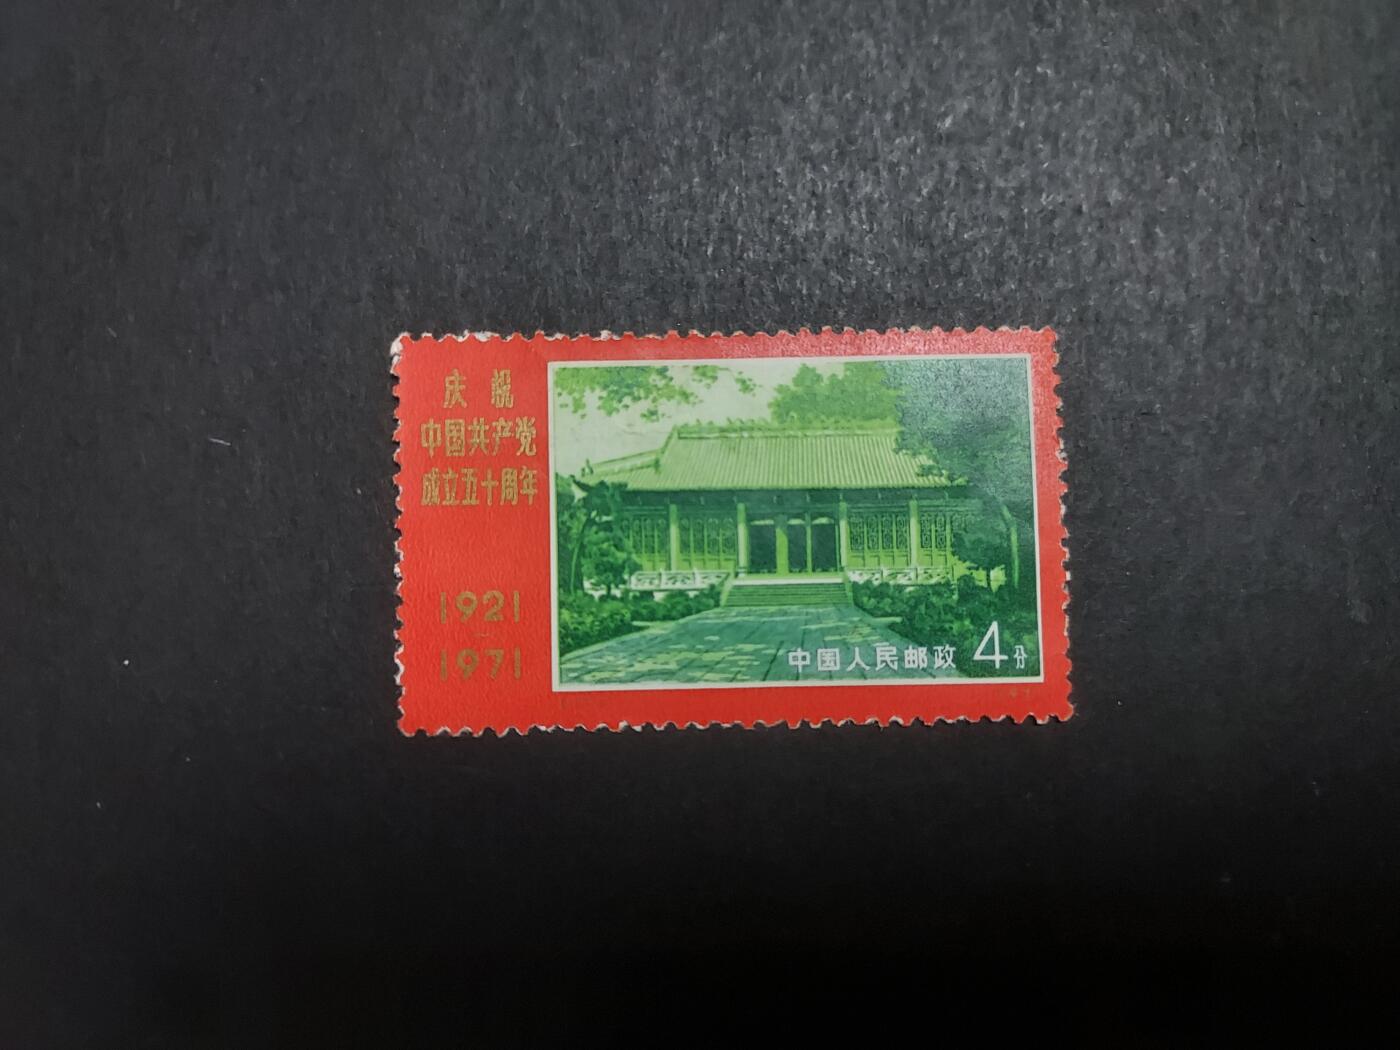 庆祝
中国共产党
成立五十周年
1921
—
1971
中国人民邮政 4分